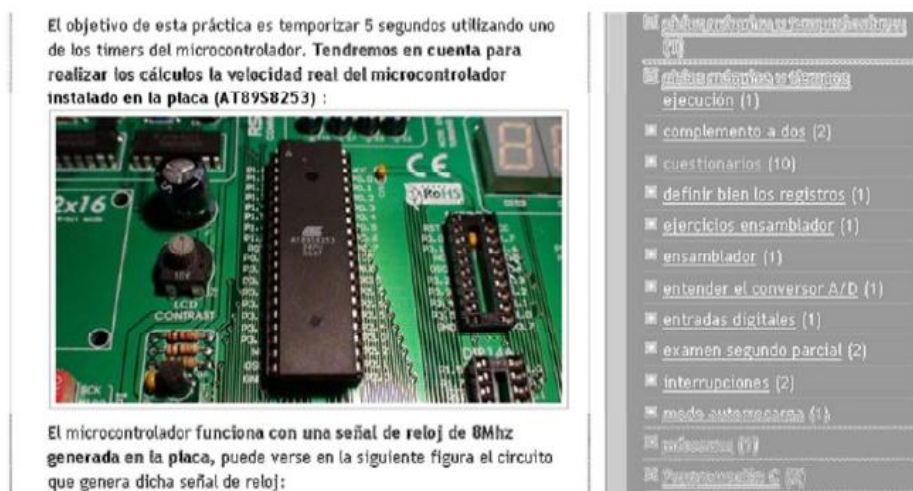 El objetivo de esta práctica es temporizar 5 segundos utilizando uno
de los timers del microcontrolador. Tendremos en cuenta para
realizar los cálculos la velocidad real del microcontrolador
instalado en la placa (AT89S8253) :
2x16
LCD
CONTRAST
CE
RoHS
AT89S8253
El microcontrolador funciona con una señal de reloj de 8Mhz
generada en la placa, puede verse en la siguiente figura el circuito
que genera dicha señal de reloj:
ejecución (1)
complemento a dos (2)
cuestionarios (10)
definir bien los registros (1)
ejercicios ensamblador (1)
ensamblador (1)
entender el conversor A/D (1)
entradas digitales (1)
examen segundo parcial (2)
interrupciones (2)
modo autorrecarga (1)
Programación C